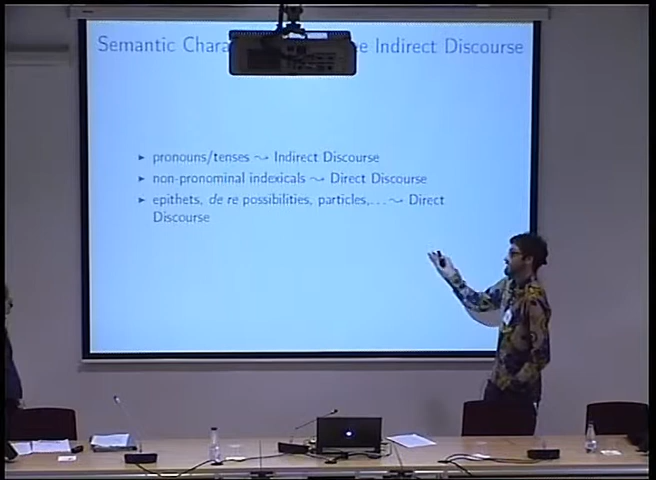 Semantic Chara ee Indirect Discourse
▸ pronouns/tenses ⤳ Indirect Discourse
▸ non-pronominal indexicals ⤳ Direct Discourse
▸ epithets, de re possibilities, particles,... ⤳ Direct
Discourse